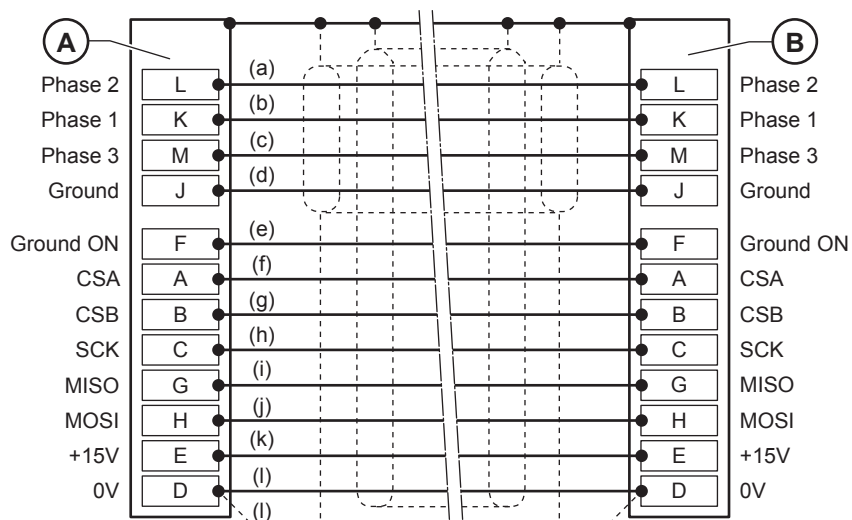 A B
Phase 2 L (a) L Phase 2
Phase 1 K (b) K Phase 1
Phase 3 M (c) M Phase 3
Ground J (d) J Ground
Ground ON F (e) F Ground ON
CSA A (f) A CSA
CSB B (g) B CSB
SCK C (h) C SCK
MISO G (i) G MISO
MOSI H (j) H MOSI
+15V E (k) E +15V
0V D (l) D 0V
(l)